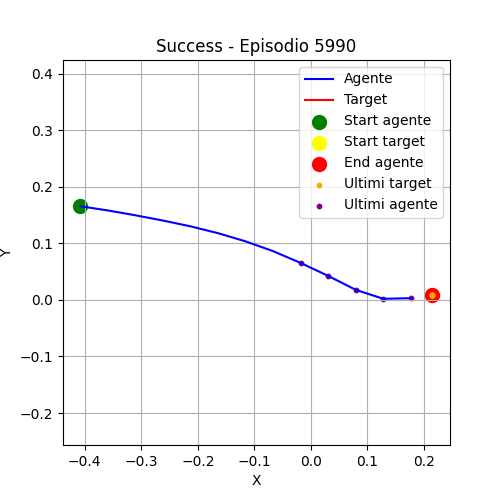 Success - Episodio 5990
Agente
Target
Start agente
Start target
End agente
Ultimi target
Ultimi agente
0.4
0.3
0.2
0.1
0.0
−0.1
−0.2
Y
−0.4
−0.3
−0.2
−0.1
0.0
0.1
0.2
X